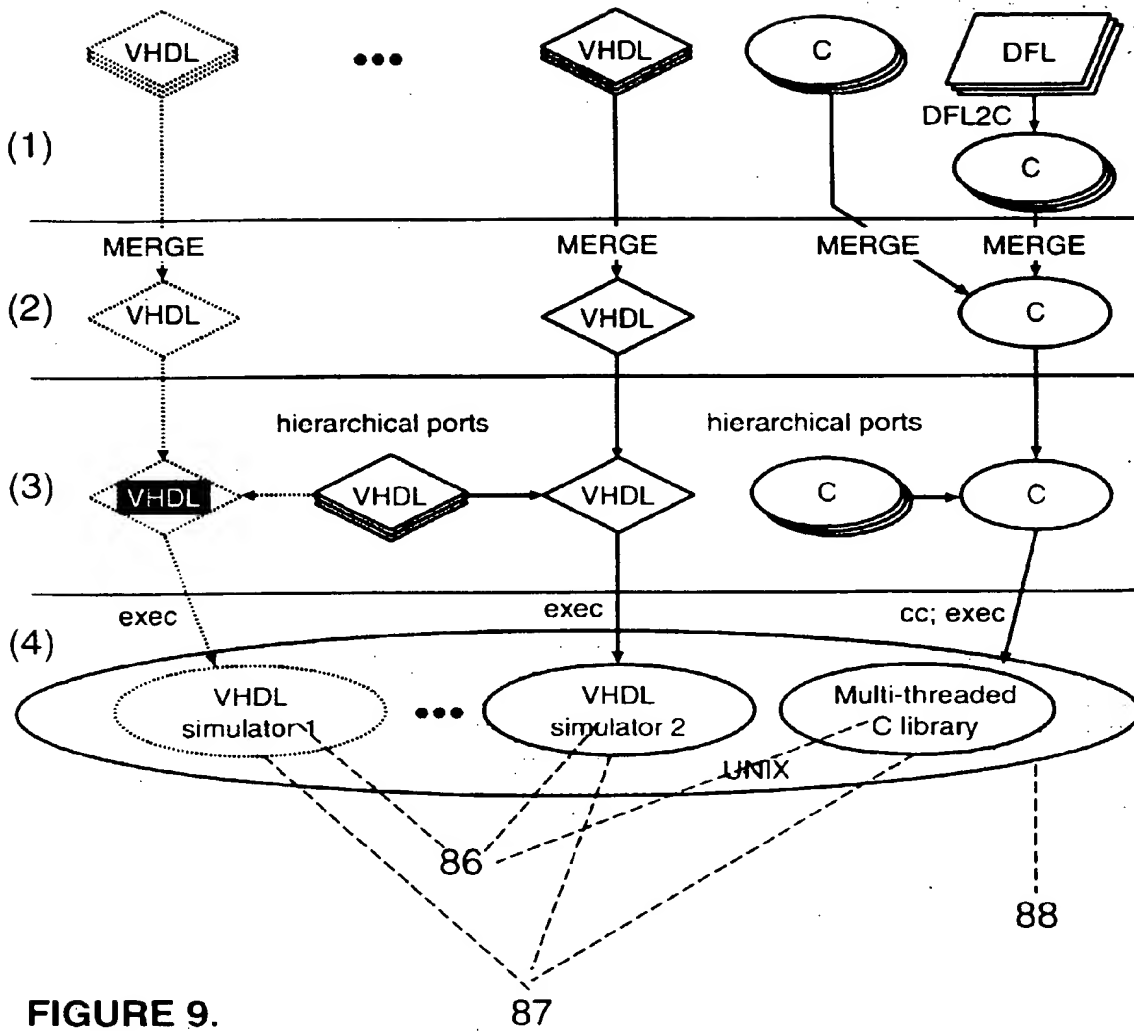 VHDL
•••
VHDL
C
DFL
DFL2C
(1)
C
MERGE
MERGE
MERGE
MERGE
(2)
VHDL
VHDL
C
hierarchical ports
hierarchical ports
(3)
VHDL
VHDL
VHDL
C
C
exec
exec
cc; exec
(4)
VHDL
simulator 1
•••
VHDL
simulator 2
Multi-threaded
C library
UNIX
86
88
87
FIGURE 9.